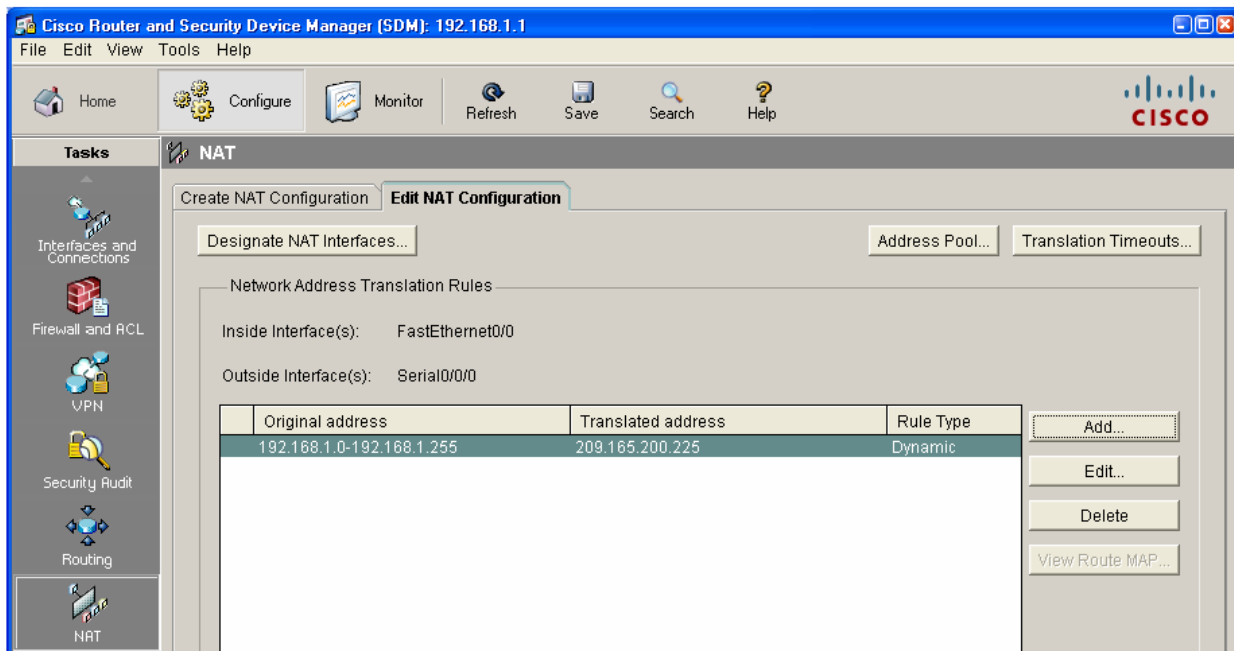 Cisco Router and Security Device Manager (SDM): 192.168.1.1
File Edit View Tools Help
Home Configure Monitor Refresh Save Search Help
CISCO
Tasks
NAT
Create NAT Configuration Edit NAT Configuration
Interfaces and
Connections
Firewall and ACL
VPN
Security Audit
Routing
NAT
Designate NAT Interfaces... Address Pool... Translation Timeouts...
Network Address Translation Rules
Inside Interface(s): FastEthernet0/0
Outside Interface(s): Serial0/0/0
Original address Translated address Rule Type
192.168.1.0-192.168.1.255 209.165.200.225 Dynamic
Add...
Edit...
Delete
View Route MAP...